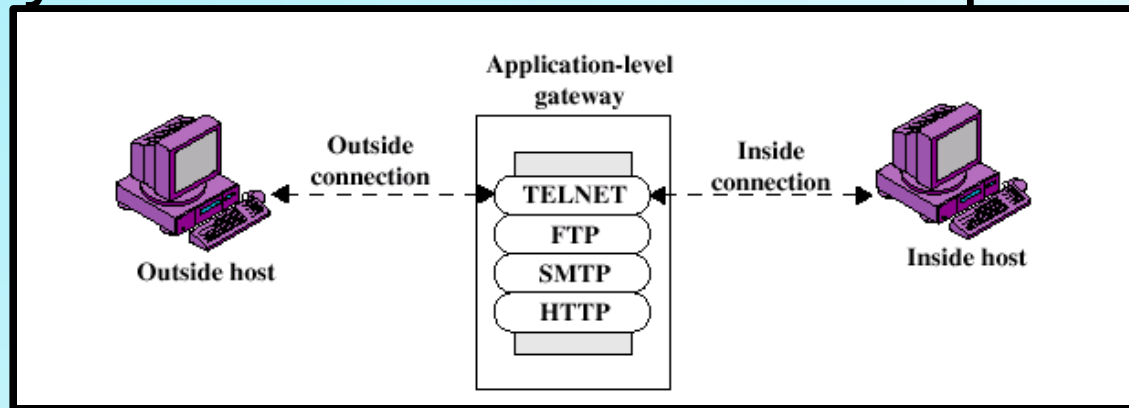 Application-level
gateway
Outside
connection
Inside
connection
TELNET
FTP
SMTP
HTTP
Outside host
Inside host